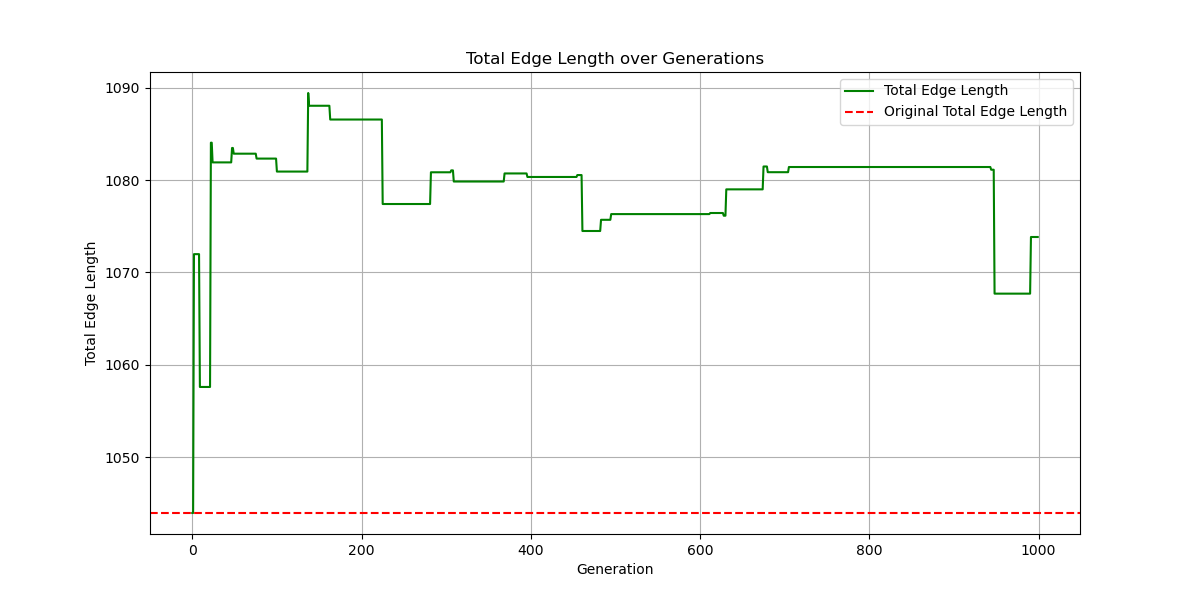 Total Edge Length over Generations
Total Edge Length
Original Total Edge Length
1090
1080
1070
1060
1050
Total Edge Length
0 200 400 600 800 1000
Generation